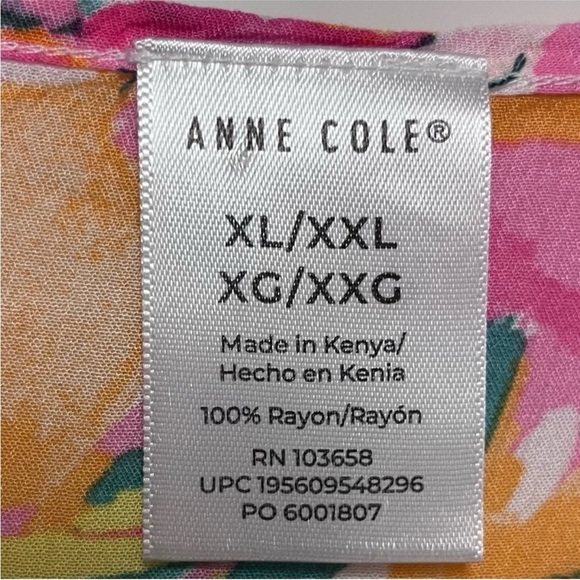 ANNE COLE®
XL/XXL
XG/XXG
Made in Kenya/
Hecho en Kenia
100% Rayon/Rayón
RN 103658
UPC 195609548296
PO 6001807